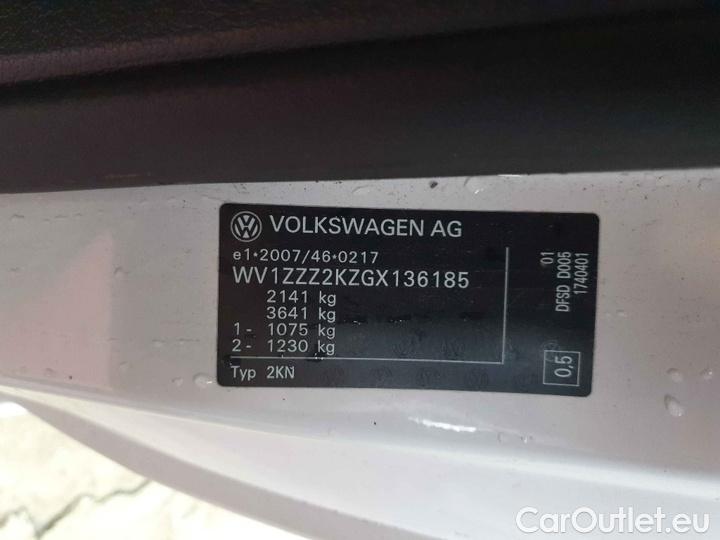 VOLKSWAGEN AG
e1*2007/46*0217
WV1ZZZ2KZGX136185
2141 kg
3641 kg
1- 1075 kg
2- 1230 kg
Typ 2KN
01
DFSD D005
1740401
0,5
CarOutlet.eu